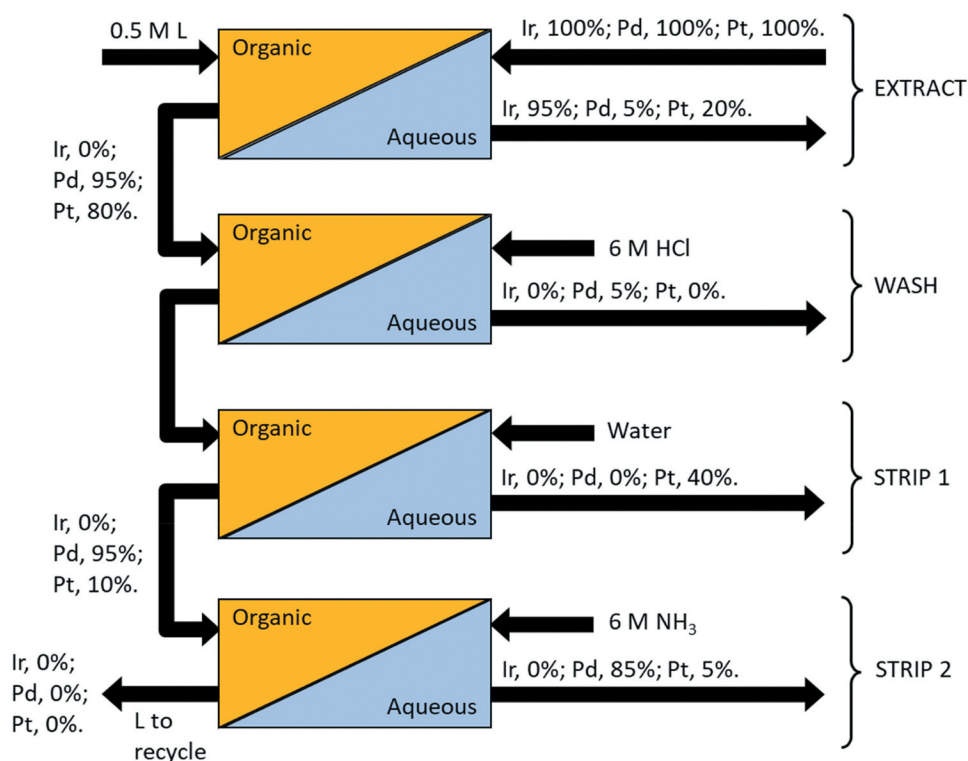 0.5 M L
Organic
Aqueous
Ir, 100%; Pd, 100%; Pt, 100%.
Ir, 95%; Pd, 5%; Pt, 20%.
EXTRACT
Ir, 0%;
Pd, 95%;
Pt, 80%.
Organic
Aqueous
6 M HCl
Ir, 0%; Pd, 5%; Pt, 0%.
WASH
Organic
Aqueous
Water
Ir, 0%; Pd, 0%; Pt, 40%.
STRIP 1
Ir, 0%;
Pd, 95%;
Pt, 10%.
Organic
Aqueous
6 M NH₃
Ir, 0%; Pd, 85%; Pt, 5%.
STRIP 2
Ir, 0%;
Pd, 0%;
Pt, 0%.
L to
recycle